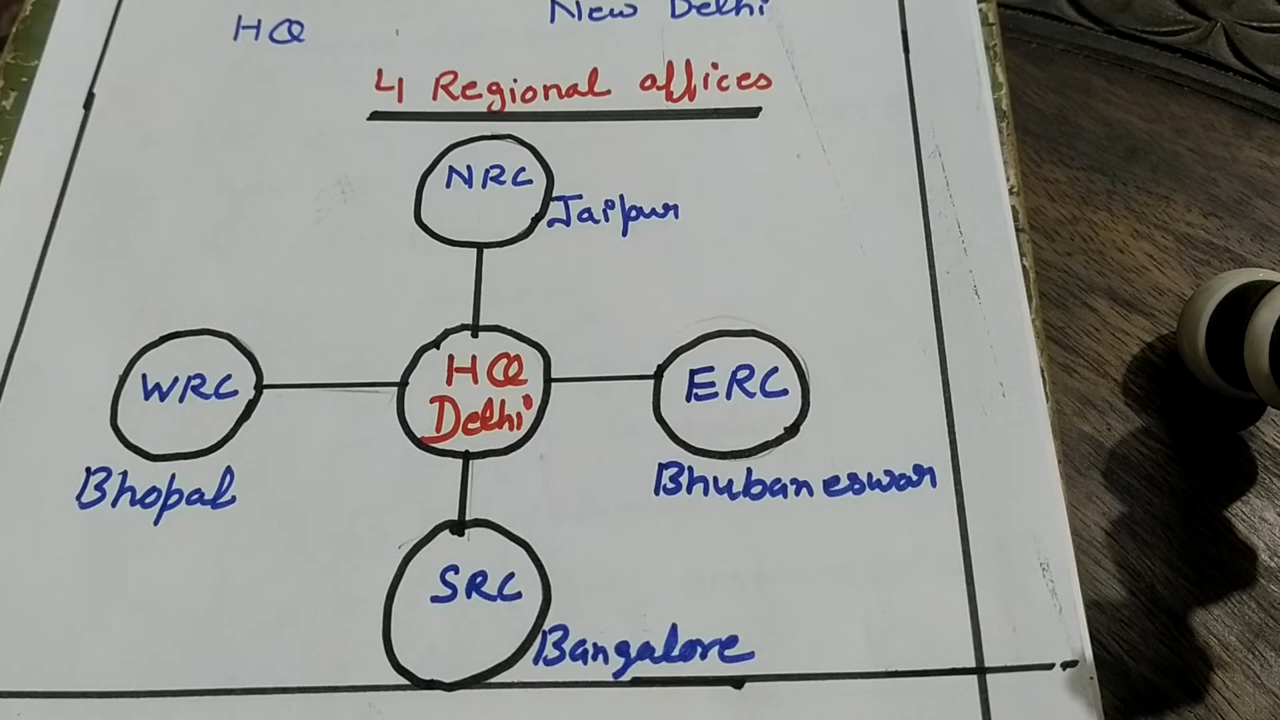 HQ New Delhi
4 Regional offices
NRC
Jaipur
WRC
HQ
Delhi
ERC
Bhopal
Bhubaneswar
SRC
Bangalore